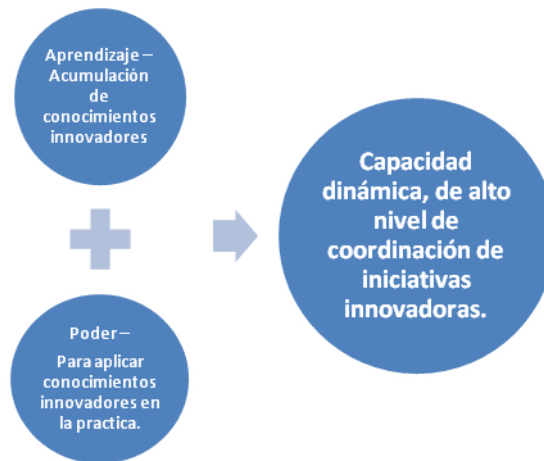 Aprendizaje –
Acumulación
de
conocimientos
innovadores
Poder –
Para aplicar
conocimientos
innovadores en
la practica.
Capacidad
dinámica, de alto
nivel de
coordinación de
iniciativas
innovadoras.